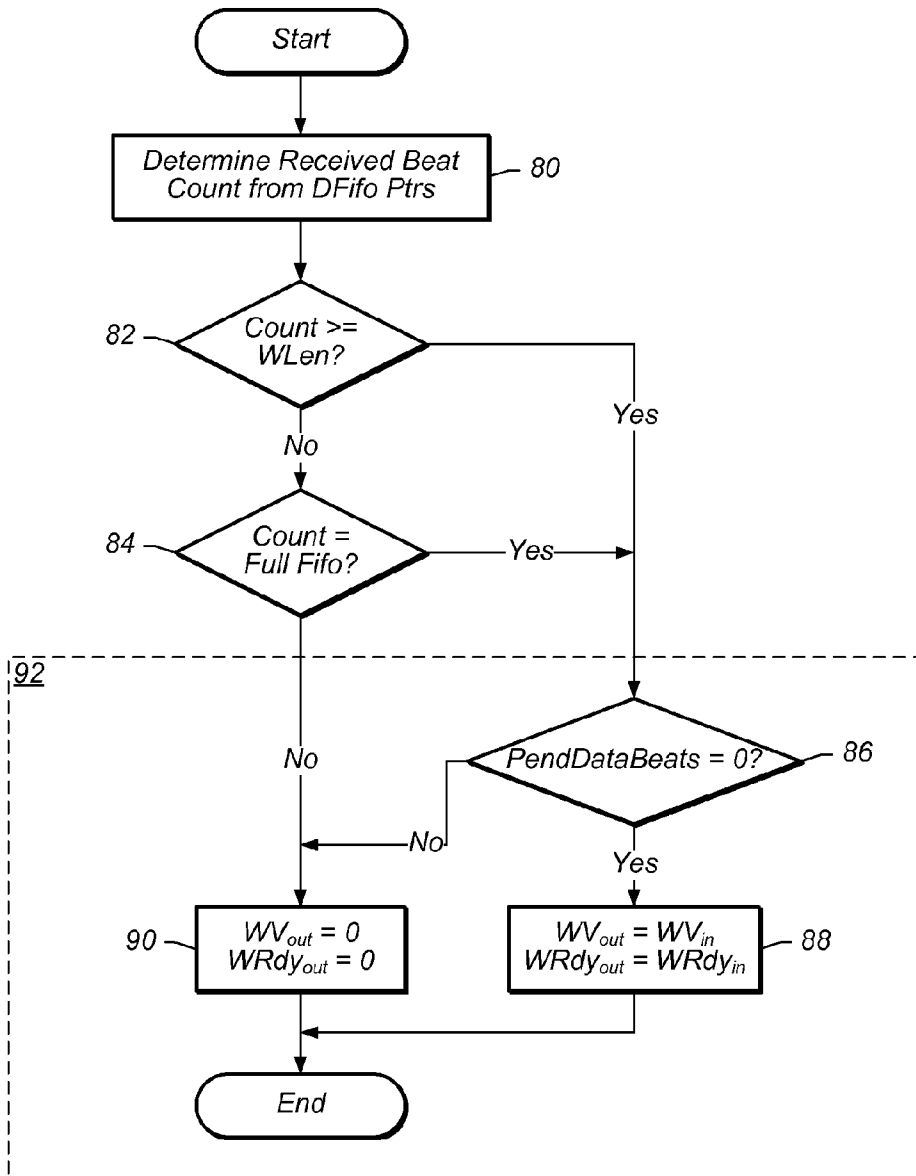 Start
Determine Received Beat
Count from DFifo Ptrs
80
82
Count >=
WLen?
Yes
No
84
Count =
Full Fifo?
Yes
92
No
PendDataBeats = 0?
86
No
Yes
90
WVout = 0
WRdyout = 0
WVout = WVin
WRdyout = WRdyin
88
End